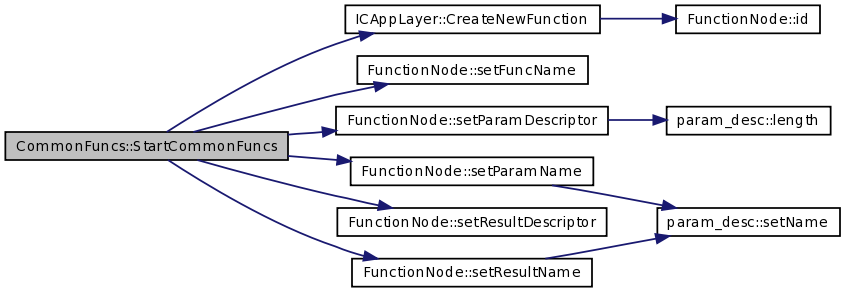 ICAppLayer::CreateNewFunction
FunctionNode::id
FunctionNode::setFuncName
FunctionNode::setParamDescriptor
param_desc::length
CommonFuncs::StartCommonFuncs
FunctionNode::setParamName
FunctionNode::setResultDescriptor
param_desc::setName
FunctionNode::setResultName